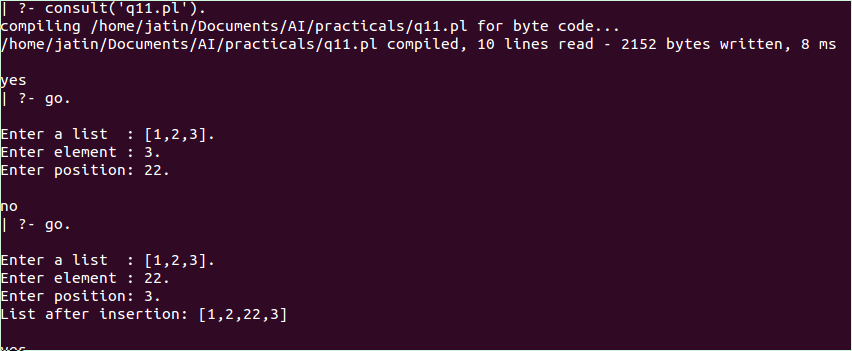 | ?- consult('q11.pl').
compiling /home/jatin/Documents/AI/practicals/q11.pl for byte code...
/home/jatin/Documents/AI/practicals/q11.pl compiled, 10 lines read - 2152 bytes written, 8 ms
yes
| ?- go.
Enter a list  : [1,2,3].
Enter element : 3.
Enter position: 22.
no
| ?- go.
Enter a list  : [1,2,3].
Enter element : 22.
Enter position: 3.
List after insertion: [1,2,22,3]
yes